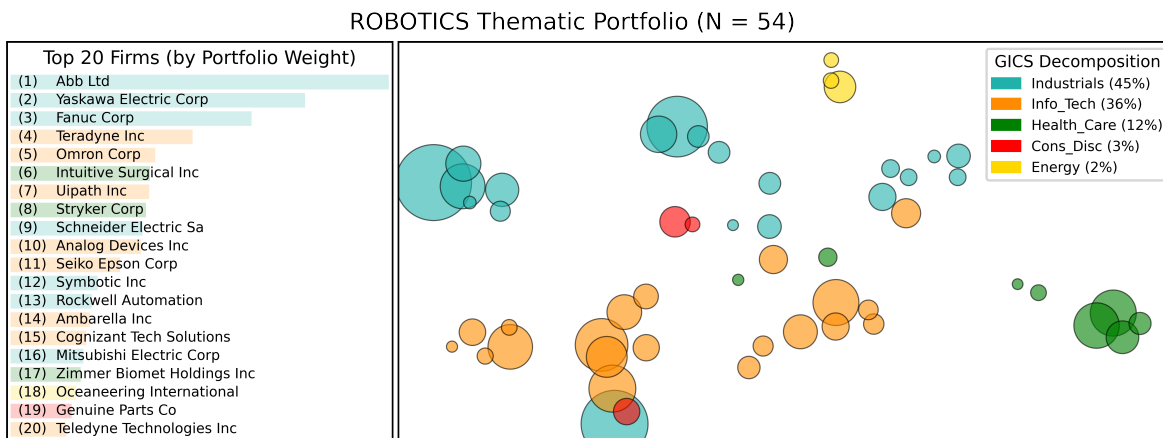 ROBOTICS Thematic Portfolio (N = 54)
Top 20 Firms (by Portfolio Weight)
(1) Abb Ltd
(2) Yaskawa Electric Corp
(3) Fanuc Corp
(4) Teradyne Inc
(5) Omron Corp
(6) Intuitive Surgical Inc
(7) Uipath Inc
(8) Stryker Corp
(9) Schneider Electric Sa
(10) Analog Devices Inc
(11) Seiko Epson Corp
(12) Symbotic Inc
(13) Rockwell Automation
(14) Ambarella Inc
(15) Cognizant Tech Solutions
(16) Mitsubishi Electric Corp
(17) Zimmer Biomet Holdings Inc
(18) Oceaneering International
(19) Genuine Parts Co
(20) Teledyne Technologies Inc
GICS Decomposition
Industrials (45%)
Info_Tech (36%)
Health_Care (12%)
Cons_Disc (3%)
Energy (2%)